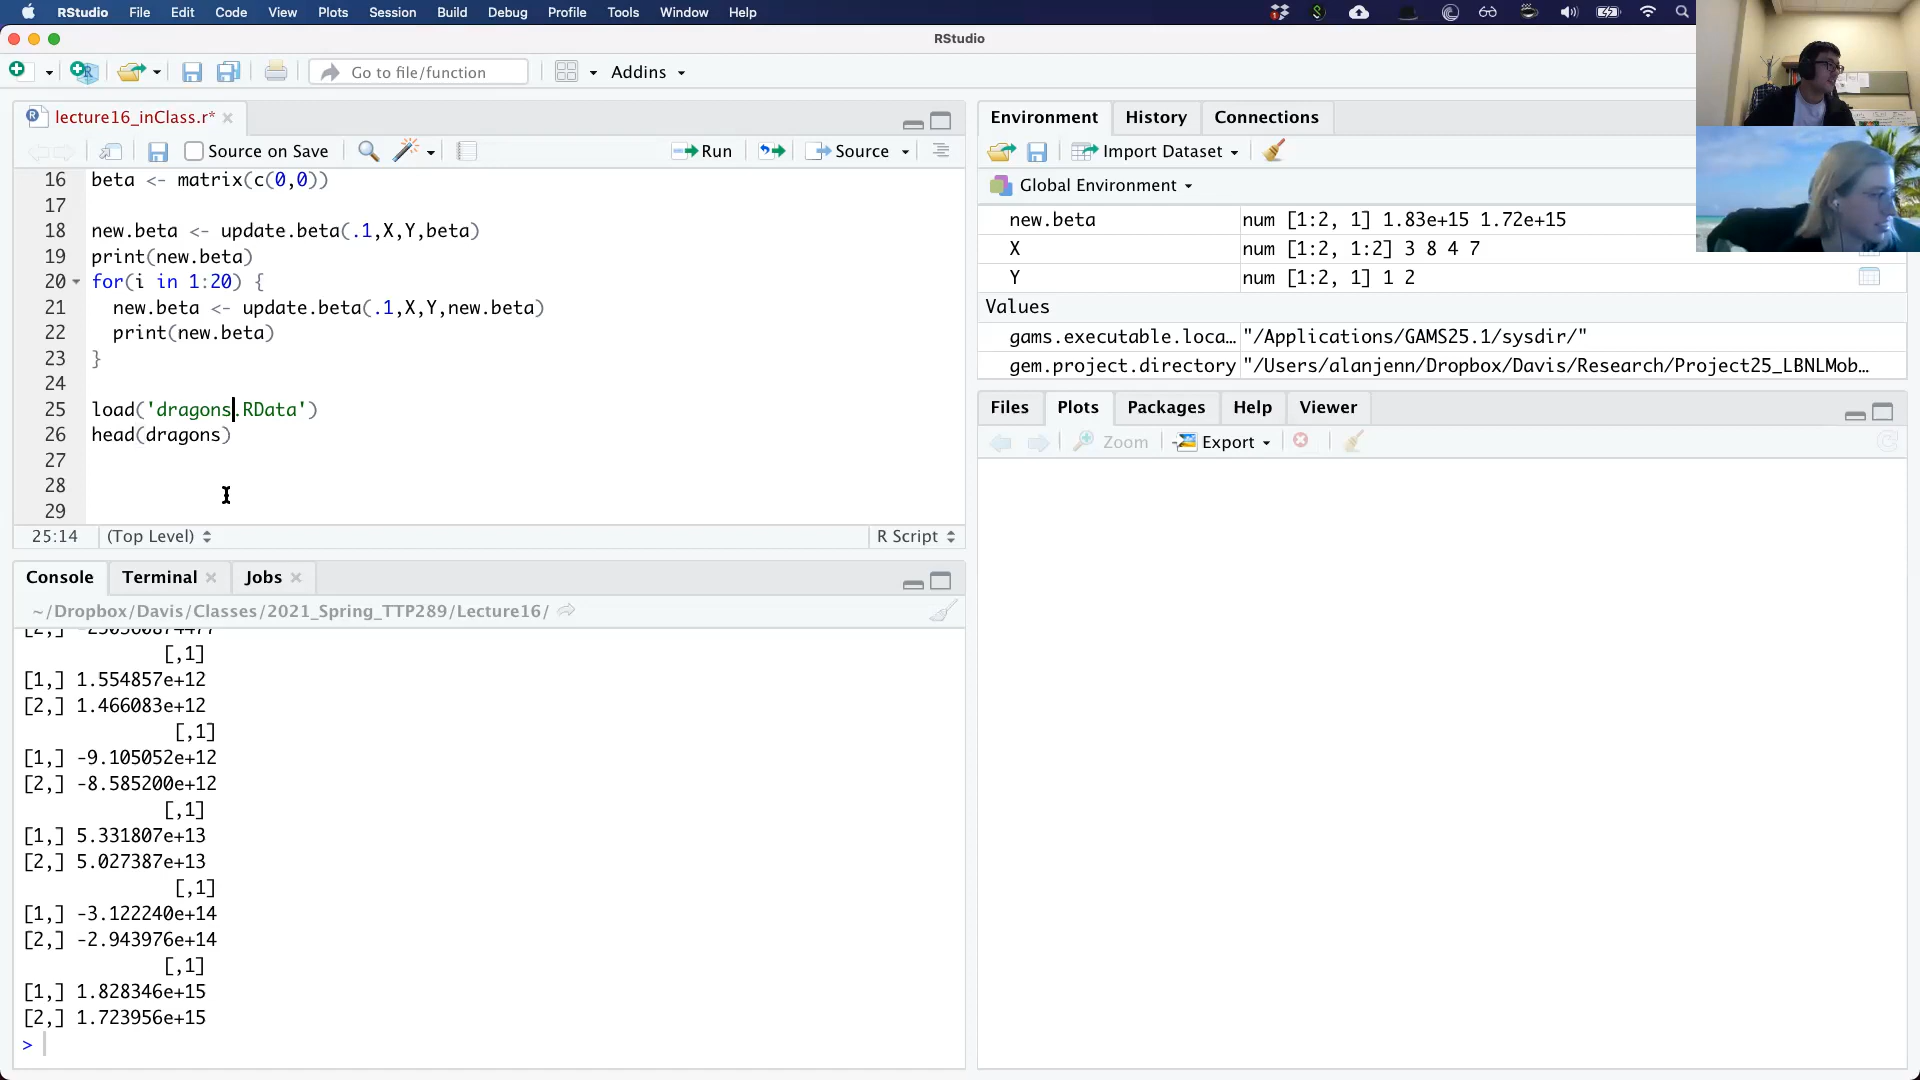 RStudio File Edit Code View Plots Session Build Debug Profile Tools Window Help
RStudio
Go to file/function
Addins
lecture16_inClass.r*
Source on Save
Run
Source
16 beta <- matrix(c(0,0))
17
18 new.beta <- update.beta(.1,X,Y,beta)
19 print(new.beta)
20 for(i in 1:20) {
21 new.beta <- update.beta(.1,X,Y,new.beta)
22 print(new.beta)
23 }
24
25 load('dragons.RData')
26 head(dragons)
27
28
29
25:14 (Top Level) R Script
Console Terminal Jobs
~/Dropbox/Davis/Classes/2021_Spring_TTP289/Lecture16/
[,1]
[1,] 1.554857e+12
[2,] 1.466083e+12
[,1]
[1,] -9.105052e+12
[2,] -8.585200e+12
[,1]
[1,] 5.331807e+13
[2,] 5.027387e+13
[,1]
[1,] -3.122240e+14
[2,] -2.943976e+14
[,1]
[1,] 1.828346e+15
[2,] 1.723956e+15
>
Environment History Connections
Import Dataset
Global Environment
new.beta num [1:2, 1] 1.83e+15 1.72e+15
X num [1:2, 1:2] 3 8 4 7
Y num [1:2, 1] 1 2
Values
gams.executable.loca… "/Applications/GAMS25.1/sysdir/"
gem.project.directory "/Users/alanjenn/Dropbox/Davis/Research/Project25_LBNLMob…
Files Plots Packages Help Viewer
Zoom Export